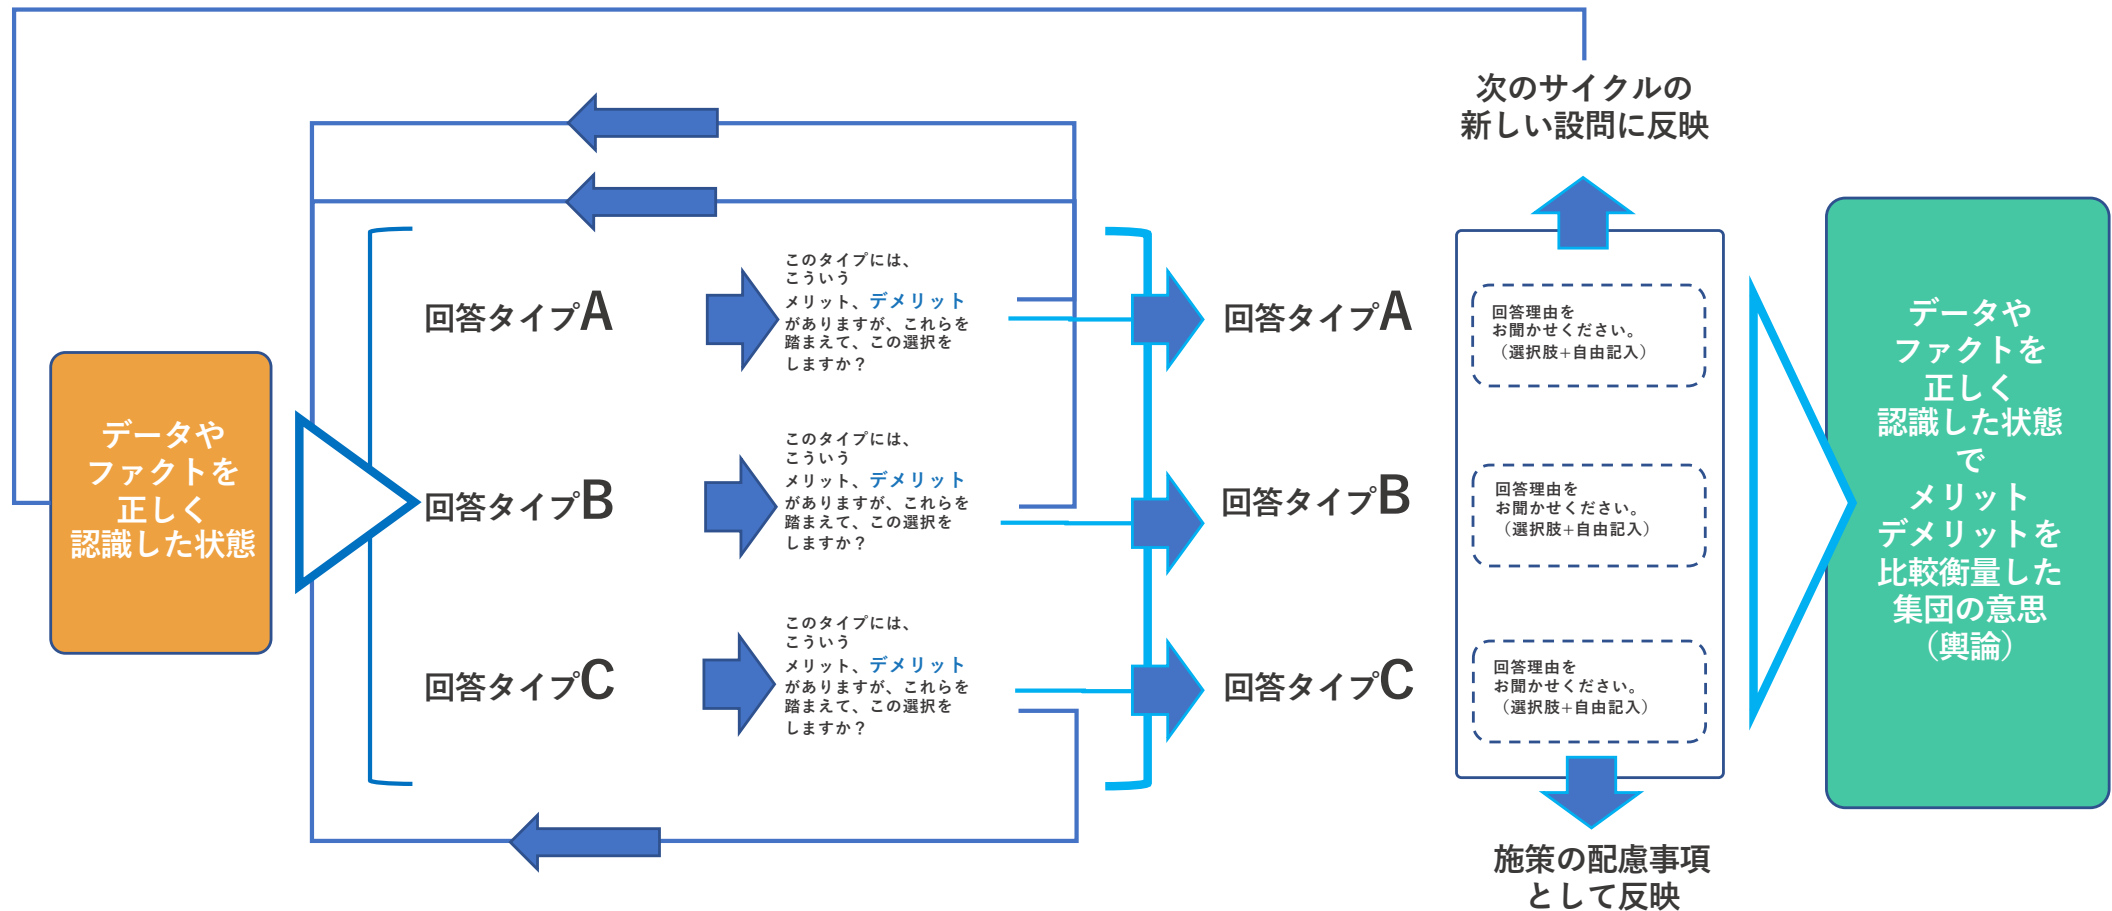 次のサイクルの
新しい設問に反映
データや
ファクトを
正しく
認識した状態
回答タイプA
このタイプには、
こういう
メリット、デメリット
がありますが、これらを
踏まえて、この選択を
しますか？
回答タイプA
回答理由を
お聞かせください。
（選択肢+自由記入）
回答タイプB
このタイプには、
こういう
メリット、デメリット
がありますが、これらを
踏まえて、この選択を
しますか？
回答タイプB
回答理由を
お聞かせください。
（選択肢+自由記入）
回答タイプC
このタイプには、
こういう
メリット、デメリット
がありますが、これらを
踏まえて、この選択を
しますか？
回答タイプC
回答理由を
お聞かせください。
（選択肢+自由記入）
施策の配慮事項
として反映
データや
ファクトを
正しく
認識した状態
で
メリット
デメリットを
比較衡量した
集団の意思
（輿論）